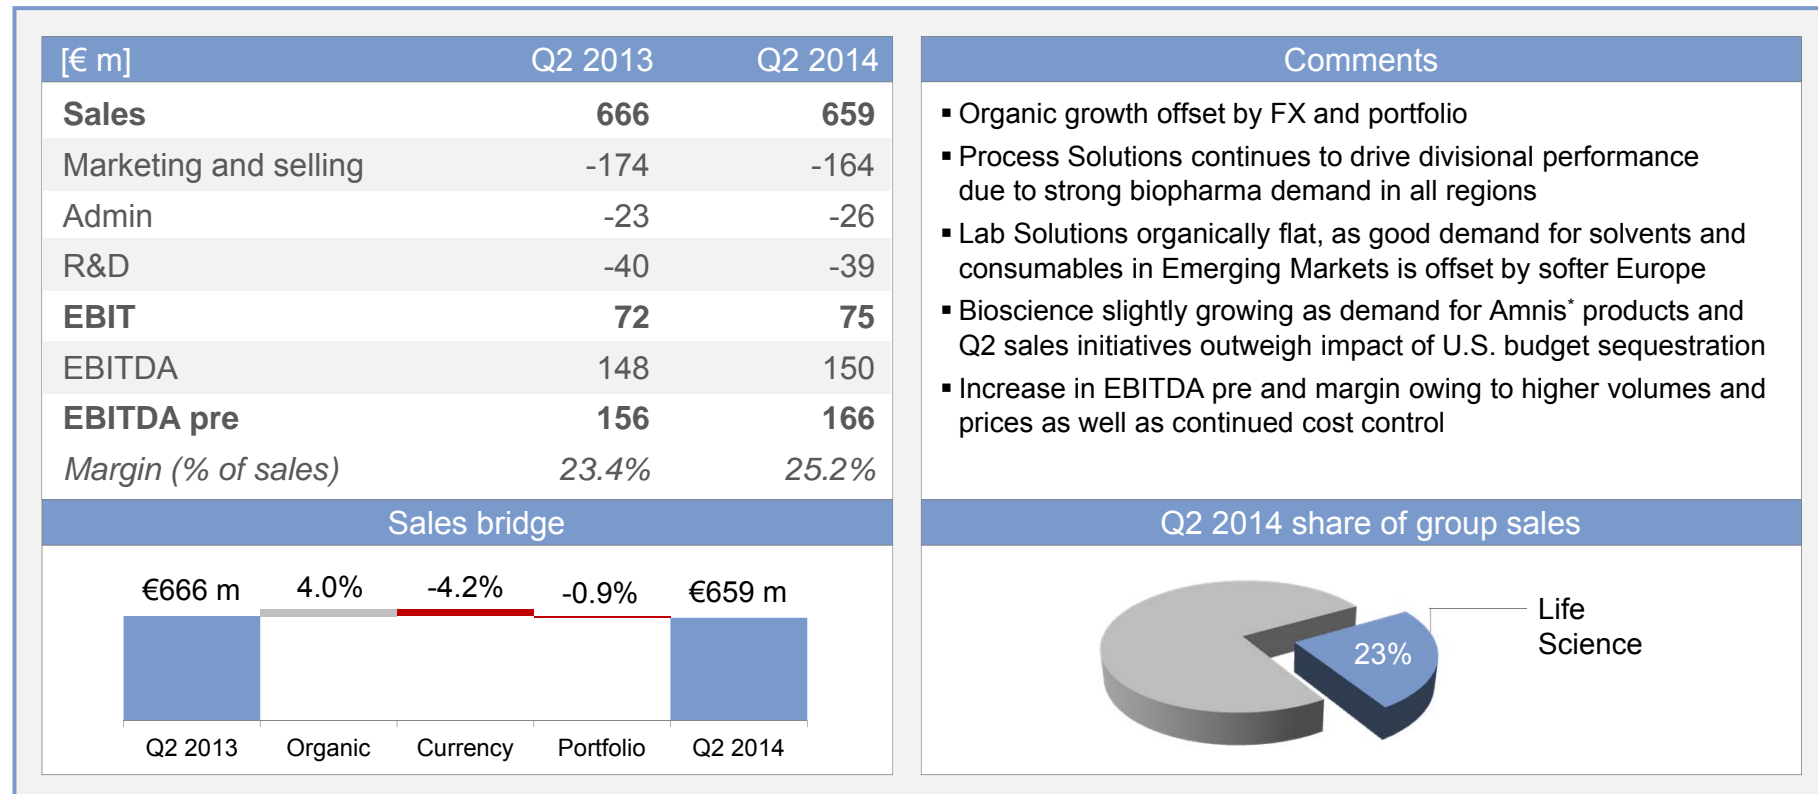 [€ m] Q2 2013 Q2 2014
Sales 666 659
Marketing and selling -174 -164
Admin -23 -26
R&D -40 -39
EBIT 72 75
EBITDA 148 150
EBITDA pre 156 166
Margin (% of sales) 23.4% 25.2%
Comments
▪ Organic growth offset by FX and portfolio
▪ Process Solutions continues to drive divisional performance
due to strong biopharma demand in all regions
▪ Lab Solutions organically flat, as good demand for solvents and
consumables in Emerging Markets is offset by softer Europe
▪ Bioscience slightly growing as demand for Amnis* products and
Q2 sales initiatives outweigh impact of U.S. budget sequestration
▪ Increase in EBITDA pre and margin owing to higher volumes and
prices as well as continued cost control
Sales bridge
€666 m 4.0% -4.2% -0.9% €659 m
Q2 2013 Organic Currency Portfolio Q2 2014
Q2 2014 share of group sales
23%
Life
Science